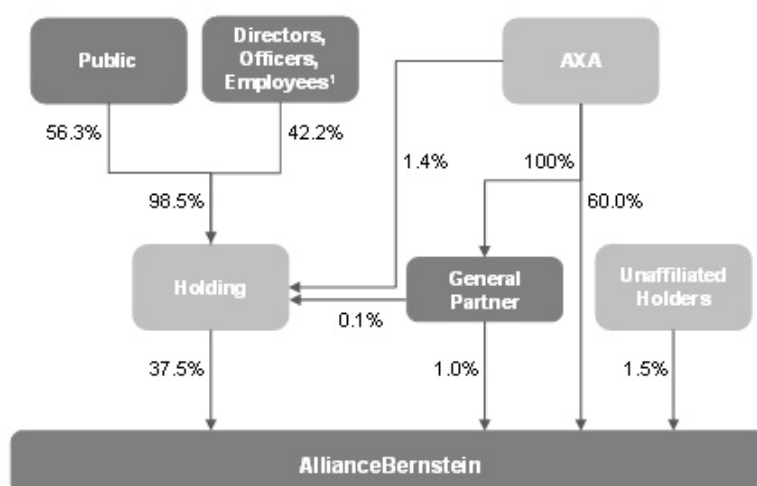 Public
Directors,
Officers,
Employees¹
AXA
56.3%
42.2%
1.4%
100%
98.5%
60.0%
Holding
General
Partner
Unaffiliated
Holders
0.1%
37.5%
1.0%
1.5%
AllianceBernstein